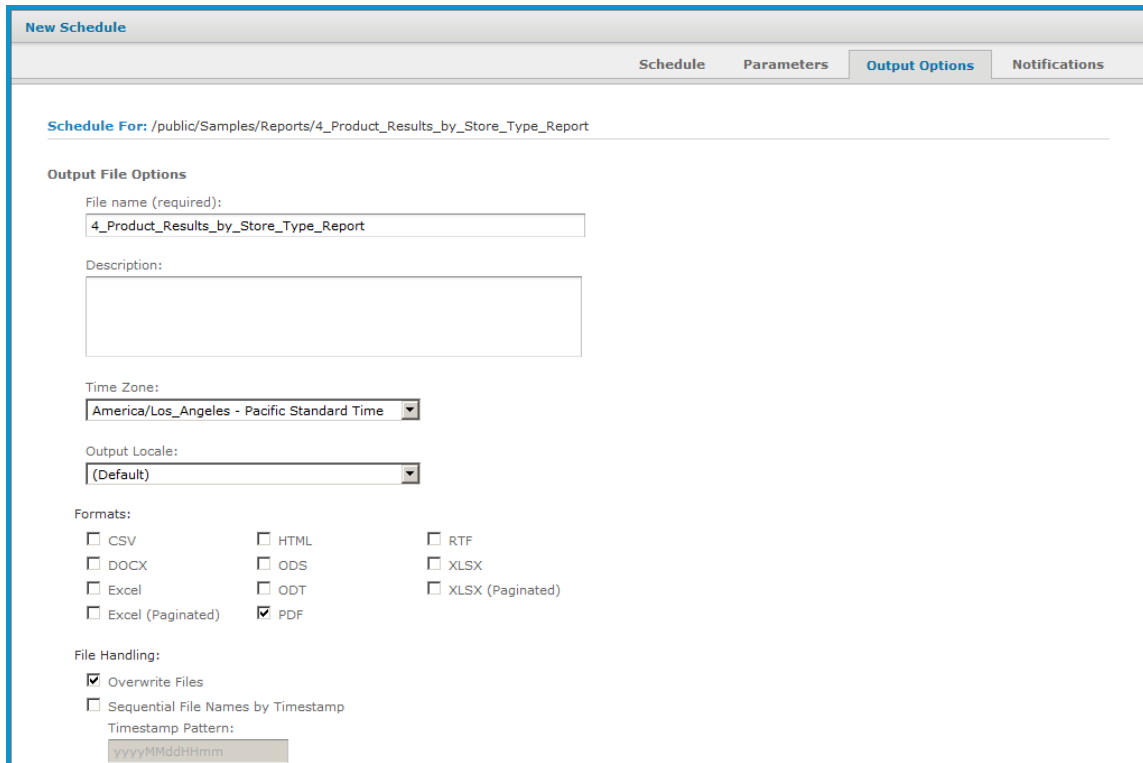 New Schedule
Schedule Parameters Output Options Notifications
Schedule For: /public/Samples/Reports/4_Product_Results_by_Store_Type_Report
Output File Options
File name (required):
4_Product_Results_by_Store_Type_Report
Description:
Time Zone:
America/Los_Angeles - Pacific Standard Time
Output Locale:
(Default)
Formats:
CSV HTML RTF
DOCX ODS XLSX
Excel ODT XLSX (Paginated)
Excel (Paginated) PDF
File Handling:
Overwrite Files
Sequential File Names by Timestamp
Timestamp Pattern:
yyyyMMddHHmm